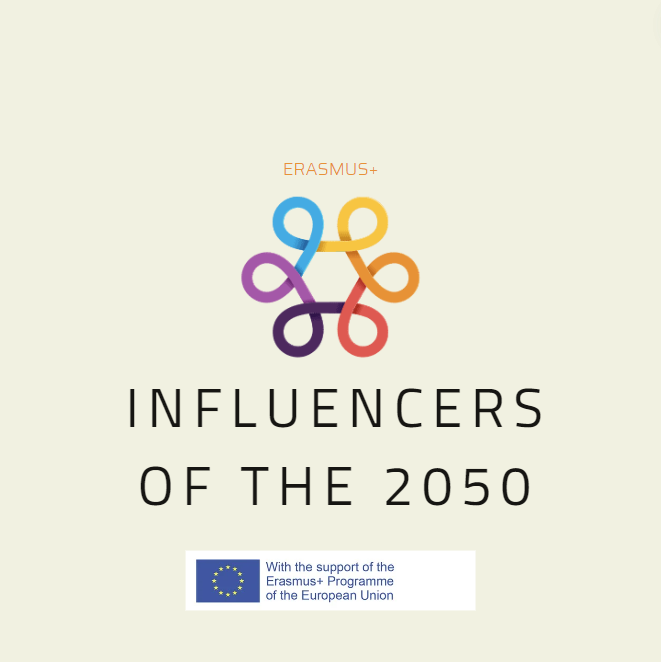 ERASMUS+
INFLUENCERS
OF THE 2050
With the support of the
Erasmus+ Programme
of the European Union